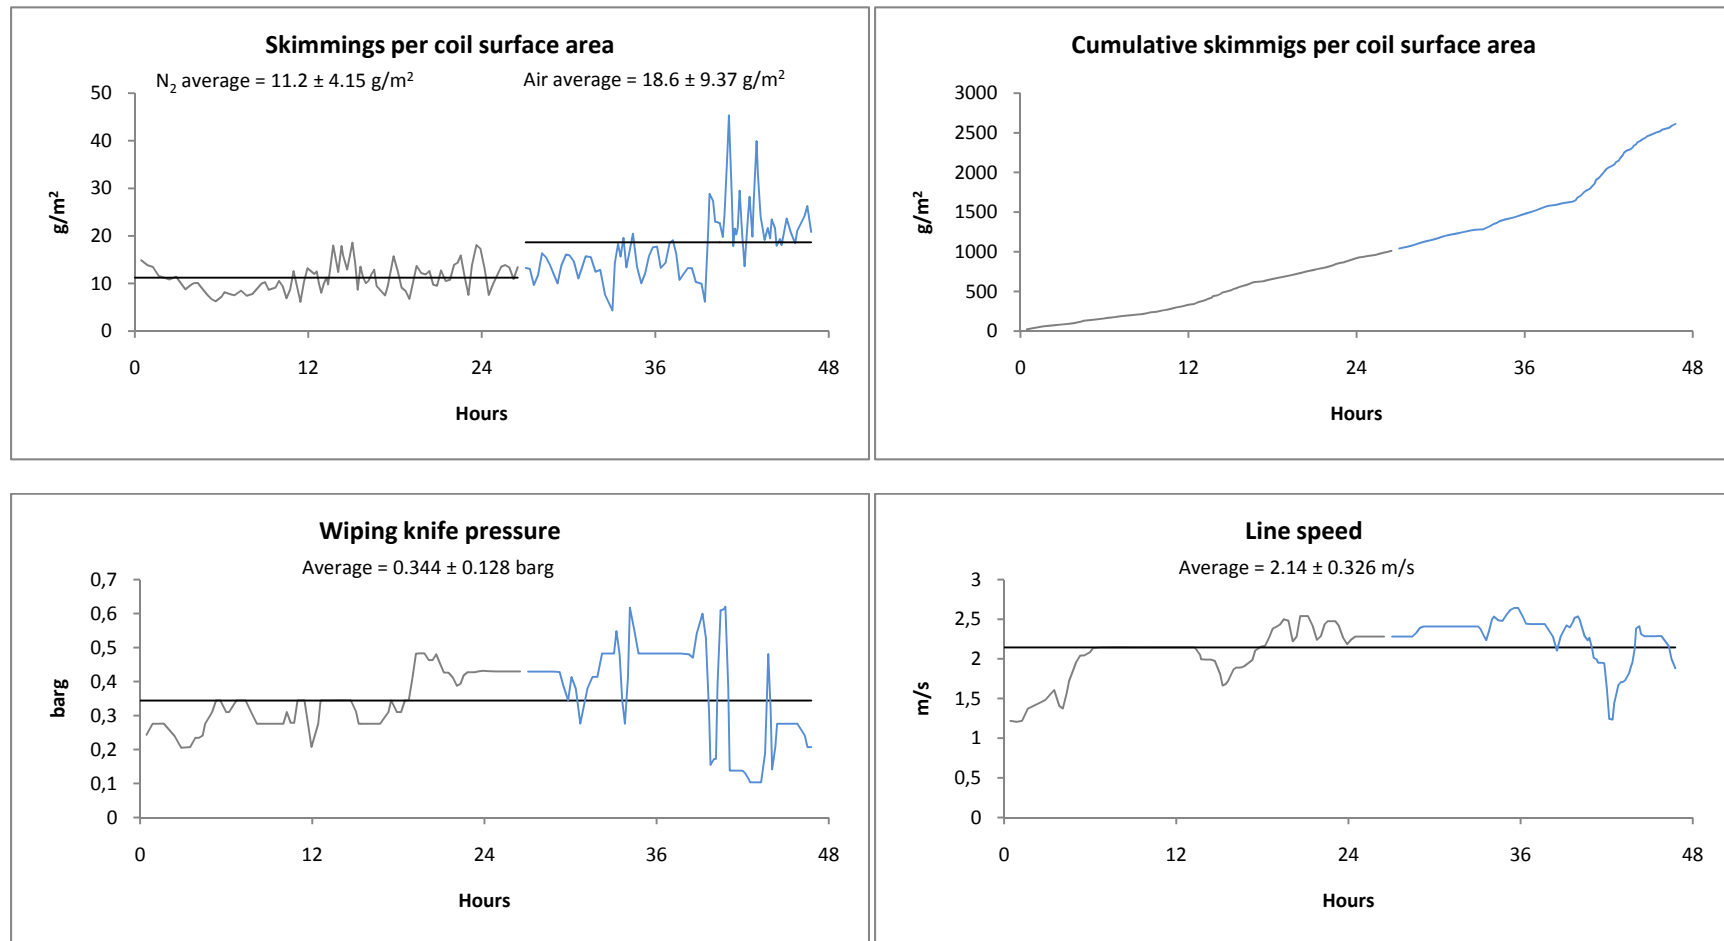 Skimmings per coil surface area
N₂ average = 11.2 ± 4.15 g/m²
Air average = 18.6 ± 9.37 g/m²
50
40
30
20
10
0
g/m²
0 12 24 36 48
Hours
Cumulative skimmigs per coil surface area
3000
2500
2000
1500
1000
500
0
g/m²
0 12 24 36 48
Hours
Wiping knife pressure
Average = 0.344 ± 0.128 barg
0,7
0,6
0,5
0,4
0,3
0,2
0,1
0
barg
0 12 24 36 48
Hours
Line speed
Average = 2.14 ± 0.326 m/s
3
2,5
2
1,5
1
0,5
0
m/s
0 12 24 36 48
Hours